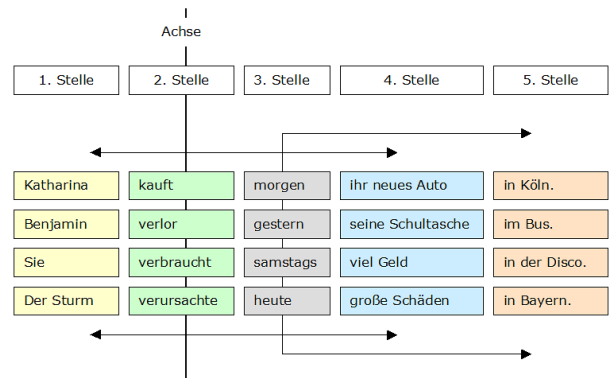 Achse
1. Stelle 2. Stelle 3. Stelle 4. Stelle 5. Stelle
Katharina kauft morgen ihr neues Auto in Köln.
Benjamin verlor gestern seine Schultasche im Bus.
Sie verbraucht samstags viel Geld in der Disco.
Der Sturm verursachte heute große Schäden in Bayern.